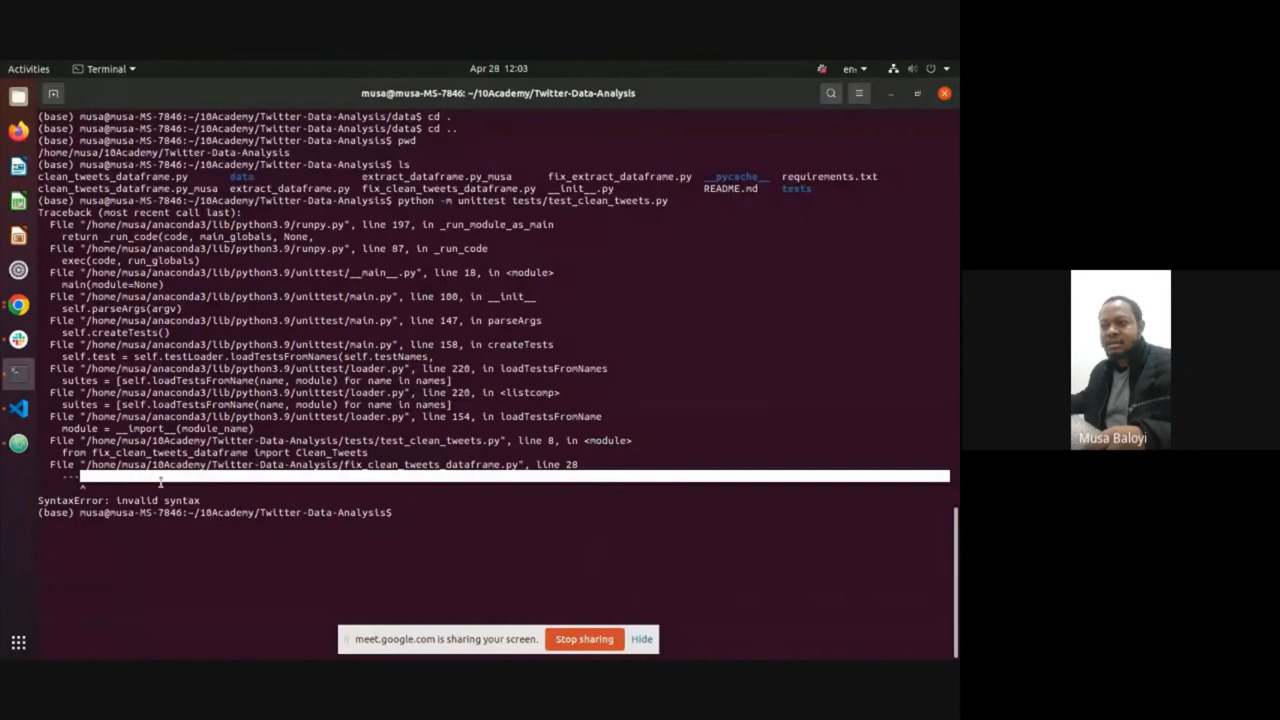 Activities
Terminal
Apr 28 12:03
en₁
musa@musa-MS-7846: ~/10Academy/Twitter-Data-Analysis
(base) musa@musa-MS-7846:~/10Academy/Twitter-Data-Analysis/data$ cd .
(base) musa@musa-MS-7846:~/10Academy/Twitter-Data-Analysis/data$ cd ..
(base) musa@musa-MS-7846:~/10Academy/Twitter-Data-Analysis$ pwd
/home/musa/10Academy/Twitter-Data-Analysis
(base) musa@musa-MS-7846:~/10Academy/Twitter-Data-Analysis$ ls
clean_tweets_dataframe.py data extract_dataframe.py_musa fix_extract_dataframe.py __pycache__ requirements.txt
clean_tweets_dataframe.py_musa extract_dataframe.py fix_clean_tweets_dataframe.py __init__.py README.md tests
(base) musa@musa-MS-7846:~/10Academy/Twitter-Data-Analysis$ python -m unittest tests/test_clean_tweets.py
Traceback (most recent call last):
File "/home/musa/anaconda3/lib/python3.9/runpy.py", line 197, in _run_module_as_main
return _run_code(code, main_globals, None,
File "/home/musa/anaconda3/lib/python3.9/runpy.py", line 87, in _run_code
exec(code, run_globals)
File "/home/musa/anaconda3/lib/python3.9/unittest/__main__.py", line 18, in <module>
main(module=None)
File "/home/musa/anaconda3/lib/python3.9/unittest/main.py", line 100, in __init__
self.parseArgs(argv)
File "/home/musa/anaconda3/lib/python3.9/unittest/main.py", line 147, in parseArgs
self.createTests()
File "/home/musa/anaconda3/lib/python3.9/unittest/main.py", line 158, in createTests
self.test = self.testLoader.loadTestsFromNames(self.testNames,
File "/home/musa/anaconda3/lib/python3.9/unittest/loader.py", line 220, in loadTestsFromNames
suites = [self.loadTestsFromName(name, module) for name in names]
File "/home/musa/anaconda3/lib/python3.9/unittest/loader.py", line 220, in <listcomp>
suites = [self.loadTestsFromName(name, module) for name in names]
File "/home/musa/anaconda3/lib/python3.9/unittest/loader.py", line 154, in loadTestsFromName
module = __import__(module_name)
File "/home/musa/10Academy/Twitter-Data-Analysis/tests/test_clean_tweets.py", line 8, in <module>
from fix_clean_tweets_dataframe import Clean_Tweets
File "/home/musa/10Academy/Twitter-Data-Analysis/fix_clean_tweets_dataframe.py", line 28
---
^
SyntaxError: invalid syntax
(base) musa@musa-MS-7846:~/10Academy/Twitter-Data-Analysis$
meet.google.com is sharing your screen.
Stop sharing
Hide
Musa Baloyi